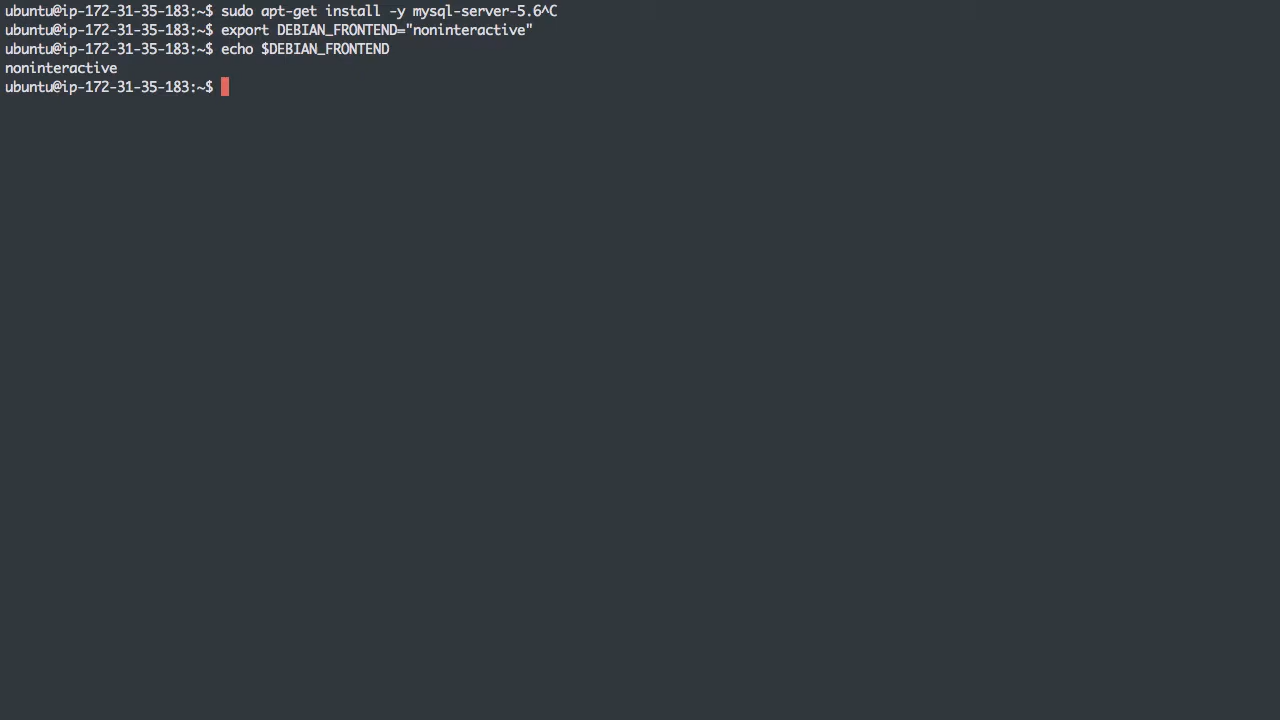 ubuntu@ip-172-31-35-183:~$ sudo apt-get install -y mysql-server-5.6^C
ubuntu@ip-172-31-35-183:~$ export DEBIAN_FRONTEND="noninteractive"
ubuntu@ip-172-31-35-183:~$ echo $DEBIAN_FRONTEND
noninteractive
ubuntu@ip-172-31-35-183:~$